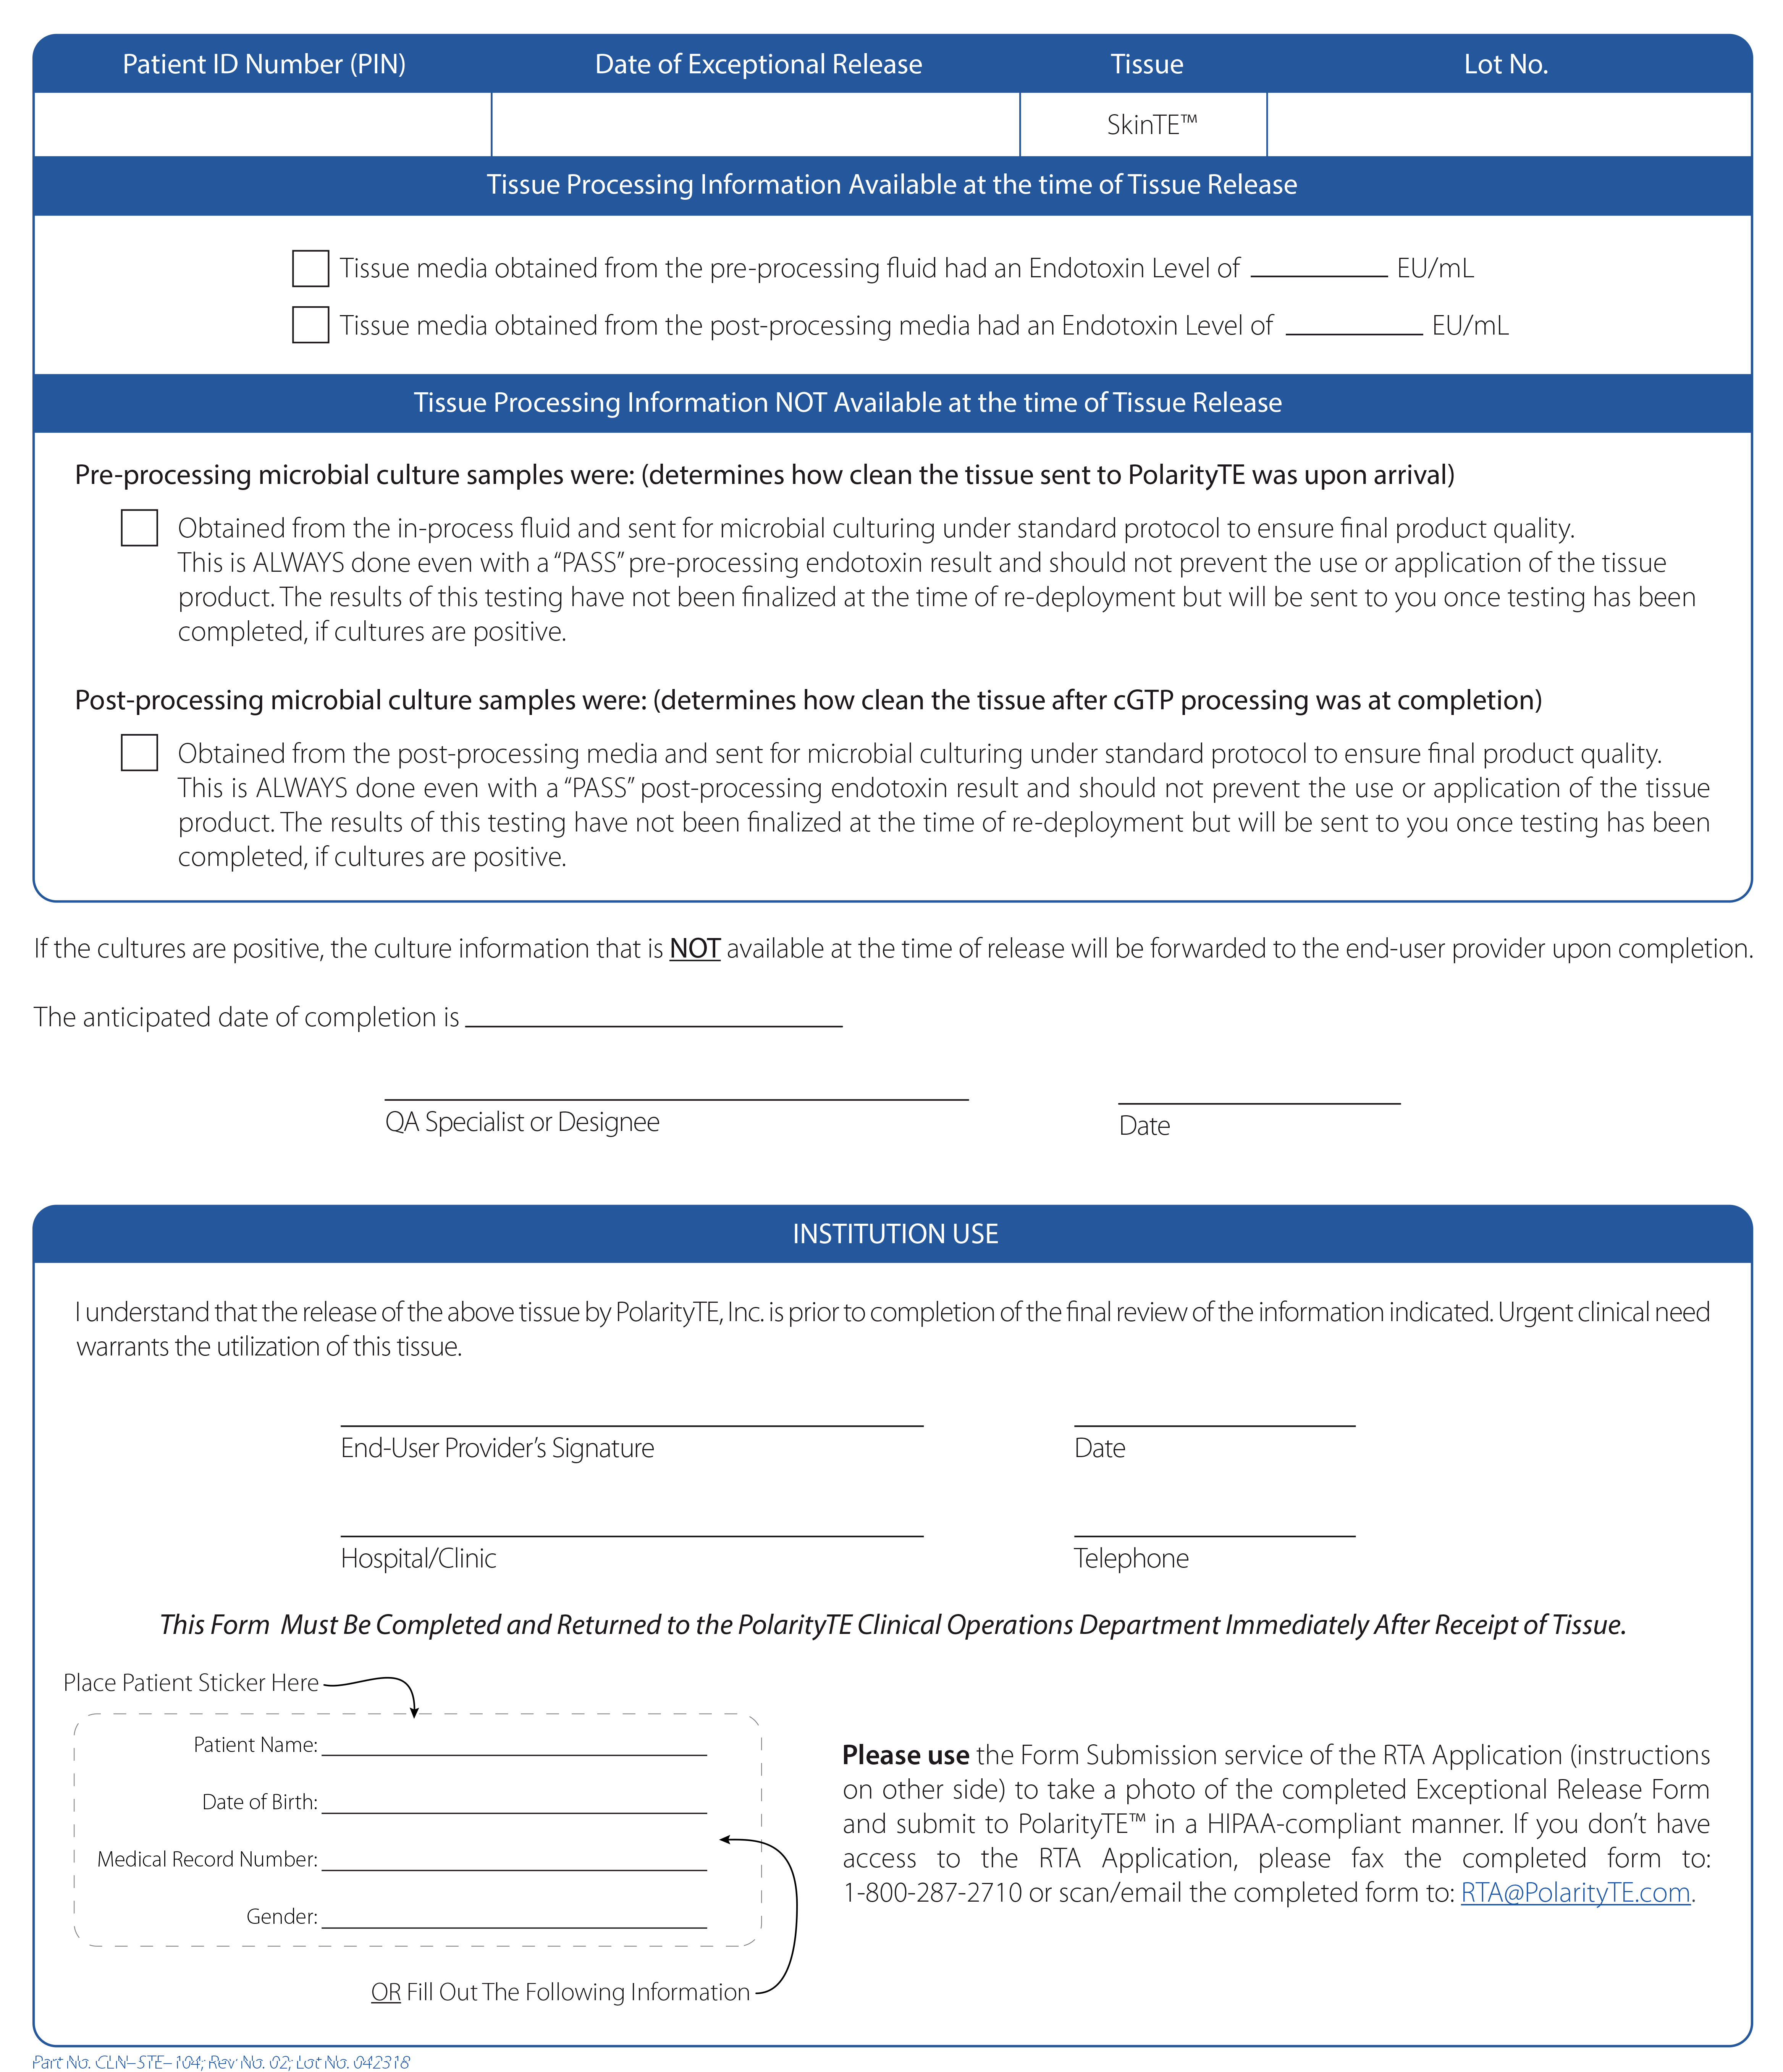 Patient ID Number (PIN) Date of Exceptional Release Tissue Lot No.
SkinTE™
Tissue Processing Information Available at the time of Tissue Release
Tissue media obtained from the pre-processing fluid had an Endotoxin Level of __________ EU/mL
Tissue media obtained from the post-processing media had an Endotoxin Level of __________ EU/mL
Tissue Processing Information NOT Available at the time of Tissue Release
Pre-processing microbial culture samples were: (determines how clean the tissue sent to PolarityTE was upon arrival)
Obtained from the in-process fluid and sent for microbial culturing under standard protocol to ensure final product quality.
This is ALWAYS done even with a “PASS” pre-processing endotoxin result and should not prevent the use or application of the tissue
product. The results of this testing have not been finalized at the time of re-deployment but will be sent to you once testing has been
completed, if cultures are positive.
Post-processing microbial culture samples were: (determines how clean the tissue after cGTP processing was at completion)
Obtained from the post-processing media and sent for microbial culturing under standard protocol to ensure final product quality.
This is ALWAYS done even with a “PASS” post-processing endotoxin result and should not prevent the use or application of the tissue
product. The results of this testing have not been finalized at the time of re-deployment but will be sent to you once testing has been
completed, if cultures are positive.
If the cultures are positive, the culture information that is NOT available at the time of release will be forwarded to the end-user provider upon completion.
The anticipated date of completion is __________
QA Specialist or Designee Date
INSTITUTION USE
I understand that the release of the above tissue by PolarityTE, Inc. is prior to completion of the final review of the information indicated. Urgent clinical need
warrants the utilization of this tissue.
End-User Provider’s Signature Date
Hospital/Clinic Telephone
This Form Must Be Completed and Returned to the PolarityTE Clinical Operations Department Immediately After Receipt of Tissue.
Place Patient Sticker Here
Patient Name:
Date of Birth:
Medical Record Number:
Gender:
OR Fill Out The Following Information
Please use the Form Submission service of the RTA Application (instructions
on other side) to take a photo of the completed Exceptional Release Form
and submit to PolarityTE™ in a HIPAA-compliant manner. If you don’t have
access to the RTA Application, please fax the completed form to:
1-800-287-2710 or scan/email the completed form to: RTA@PolarityTE.com.
Part No. CLN-STE-104; Rev No. 02; Lot No. 042318